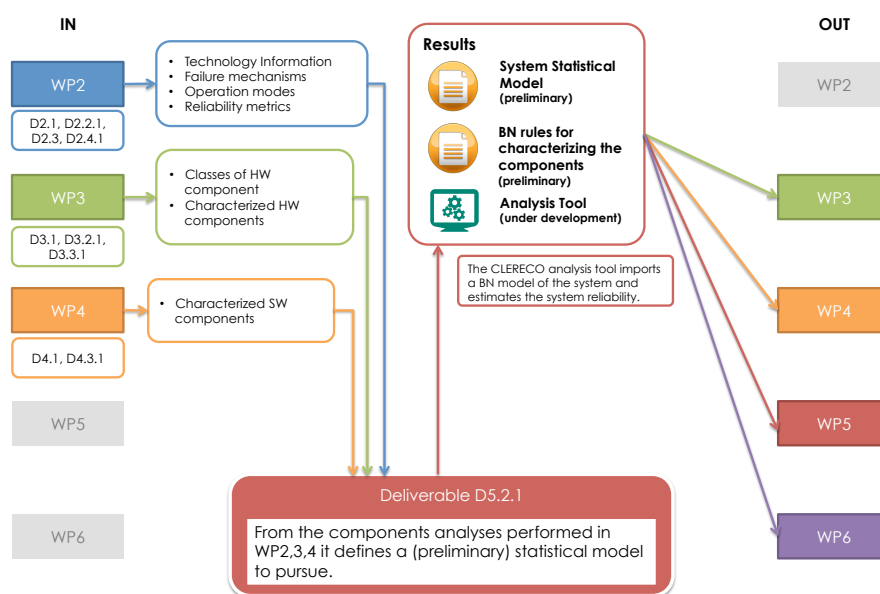 IN
WP2
D2.1, D2.2.1,
D2.3, D2.4.1
• Technology Information
• Failure mechanisms
• Operation modes
• Reliability metrics
WP3
D3.1, D3.2.1,
D3.3.1
• Classes of HW
component
• Characterized HW
components
WP4
D4.1, D4.3.1
• Characterized SW
components
WP5
WP6
Results
System Statistical
Model
(preliminary)
BN rules for
characterizing the
components
(preliminary)
Analysis Tool
(under development)
The CLERECO analysis tool imports
a BN model of the system and
estimates the system reliability.
Deliverable D5.2.1
From the components analyses performed in
WP2,3,4 it defines a (preliminary) statistical model
to pursue.
OUT
WP2
WP3
WP4
WP5
WP6